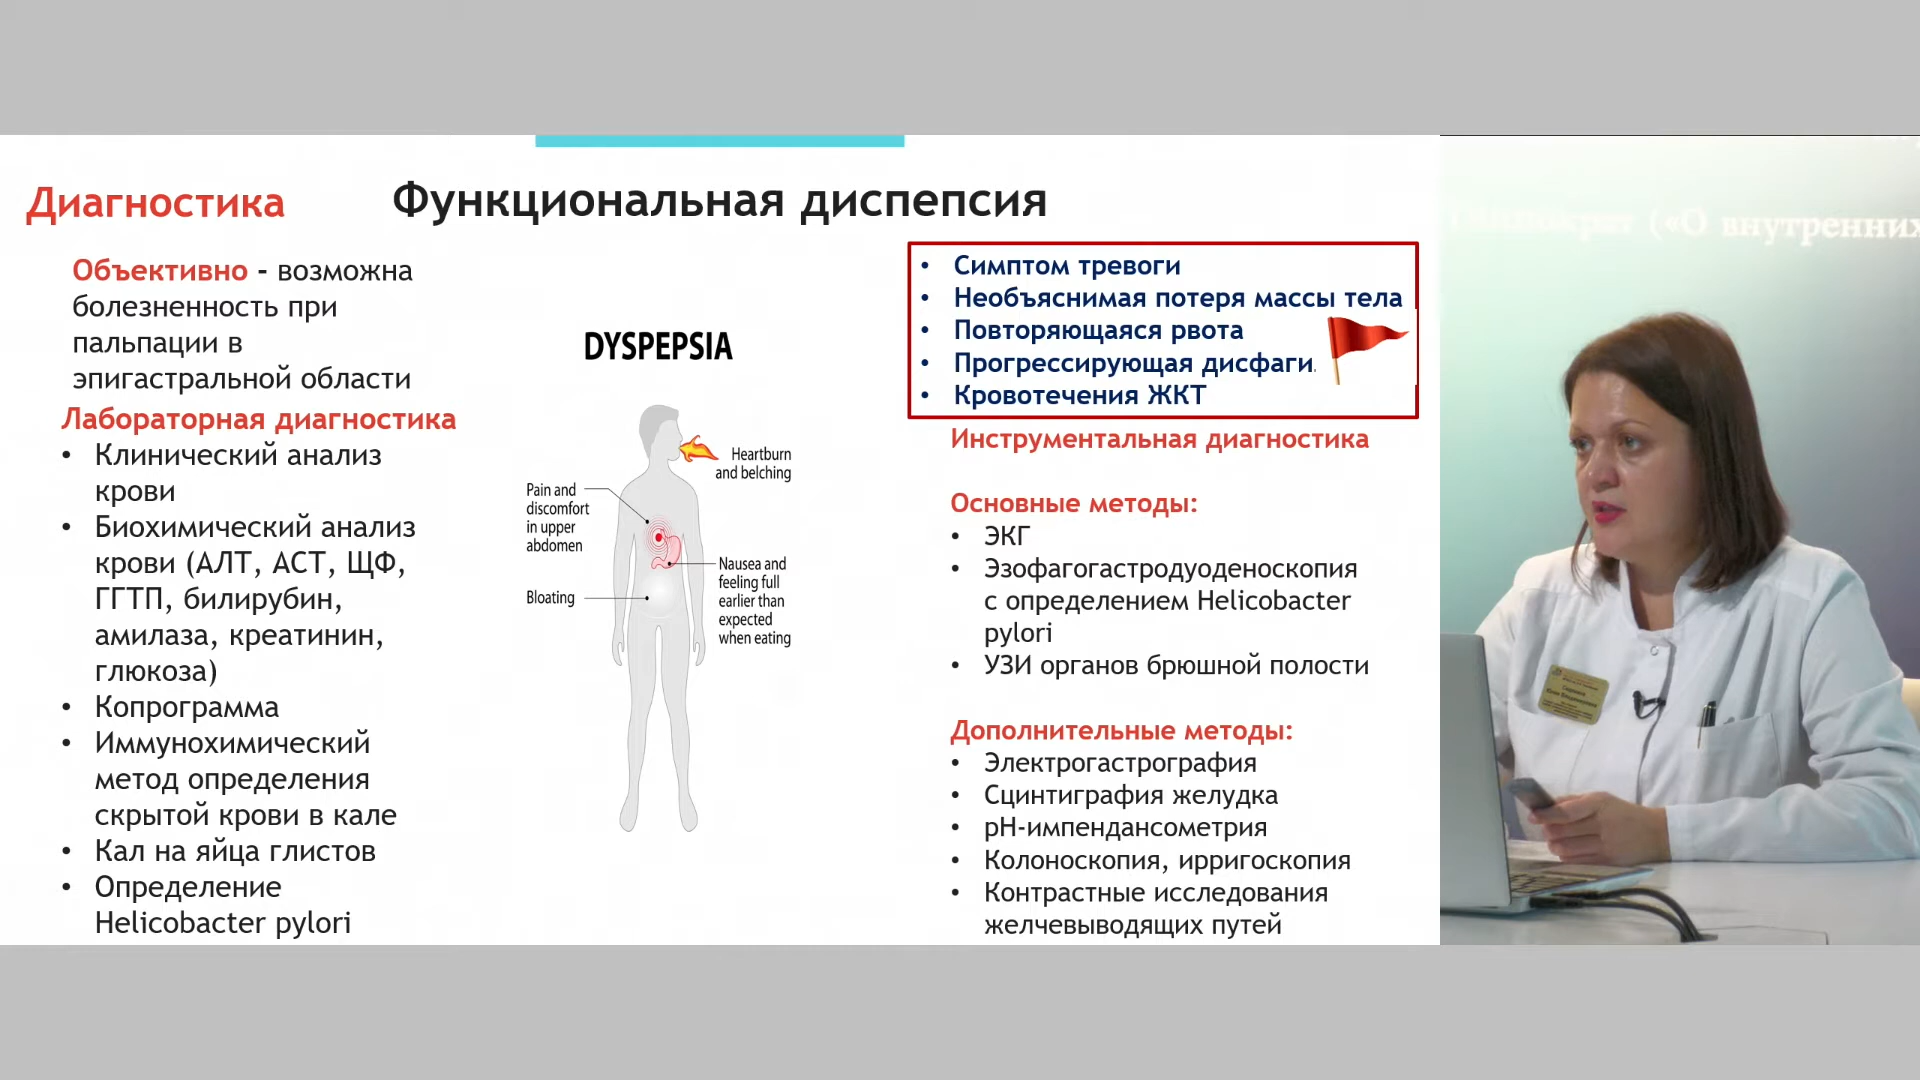 Диагностика
Функциональная диспепсия
Объективно - возможна
болезненность при
пальпации в
эпигастральной области
Лабораторная диагностика
• Клинический анализ
крови
• Биохимический анализ
крови (АЛТ, АСТ, ЩФ,
ГГТП, билирубин,
амилаза, креатинин,
глюкоза)
• Копрограмма
• Иммунохимический
метод определения
скрытой крови в кале
• Кал на яйца глистов
• Определение
Helicobacter pylori
DYSPEPSIA
Heartburn
and belching
Pain and
discomfort
in upper
abdomen
Nausea and
feeling full
earlier than
expected
when eating
Bloating
• Симптом тревоги
• Необъяснимая потеря массы тела
• Повторяющаяся рвота
• Прогрессирующая дисфаги
• Кровотечения ЖКТ
Инструментальная диагностика
Основные методы:
• ЭКГ
• Эзофагогастродуоденоскопия
с определением Helicobacter
pylori
• УЗИ органов брюшной полости
Дополнительные методы:
• Электрогастрография
• Сцинтиграфия желудка
• pH-импендансометрия
• Колоноскопия, ирригоскопия
• Контрастные исследования
желчевыводящих путей
(«О внутренних